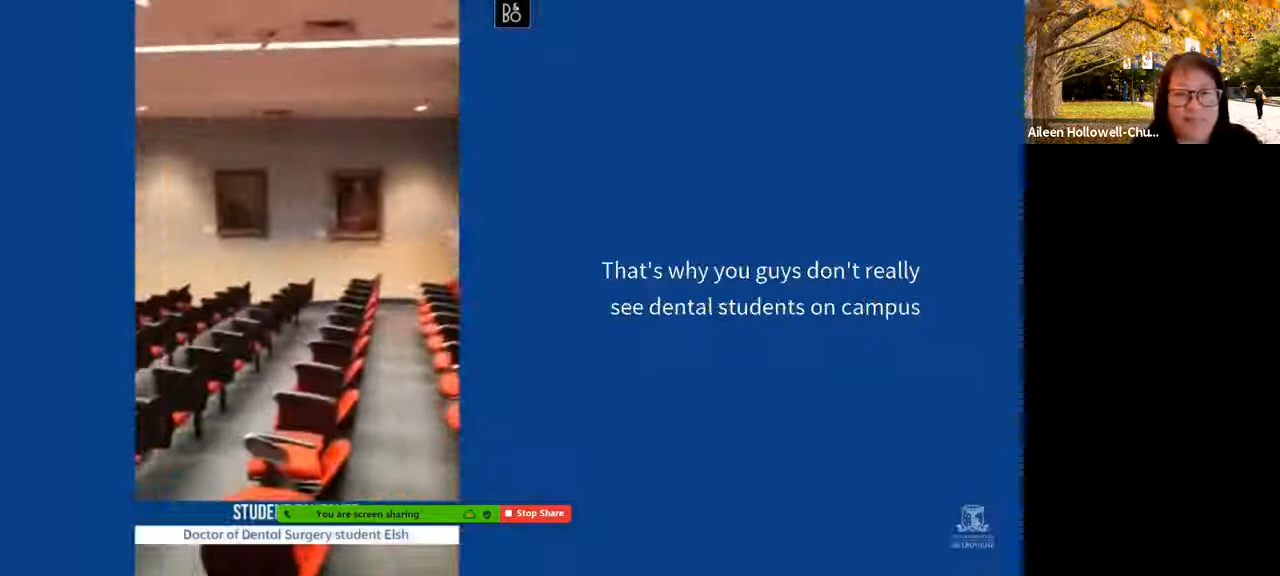 B&O
Aileen Hollowell-Chu...
That's why you guys don't really
see dental students on campus
You are screen sharing
Stop Share
Doctor of Dental Surgery student Elsh
MELBOURNE